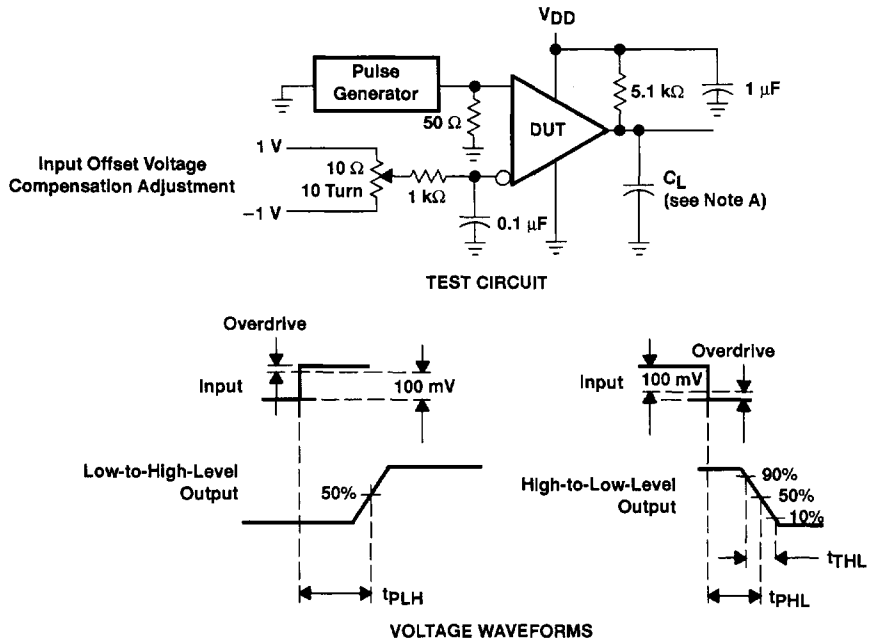 VDD
Pulse
Generator
50 Ω
DUT
5.1 kΩ
1 μF
1 V
Input Offset Voltage
Compensation Adjustment
10 Ω
10 Turn
−1 V
1 kΩ
0.1 μF
CL
(see Note A)
TEST CIRCUIT
Overdrive
Input
100 mV
Overdrive
Input
100 mV
Low-to-High-Level
Output
50%
High-to-Low-Level
Output
90%
50%
10%
tTHL
tPLH
tPHL
VOLTAGE WAVEFORMS